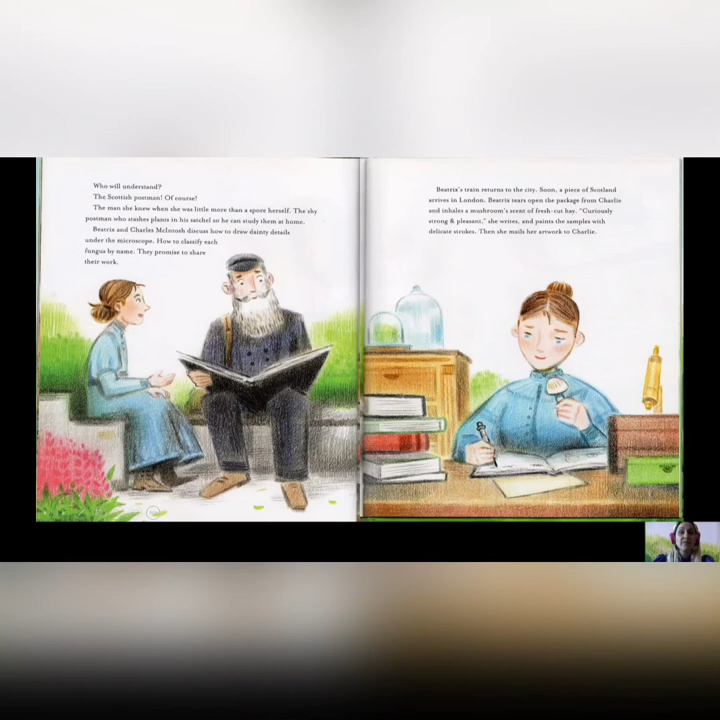 Who will understand?
The Scottish postman! Of course!
The man she knew when she was little more than a spore herself. The shy
postman who stashes plants in his satchel so he can study them at home.
Beatrix and Charles McIntosh discuss how to draw dainty details
under the microscope. How to classify each
fungus by name. They promise to share
their work.
Beatrix's train returns to the city. Soon, a piece of Scotland
arrives in London. Beatrix tears open the package from Charlie
and inhales a mushroom's scent of fresh-cut hay. "Curiously
strong & pleasant," she writes, and paints the samples with
delicate strokes. Then she mails her artwork to Charlie.